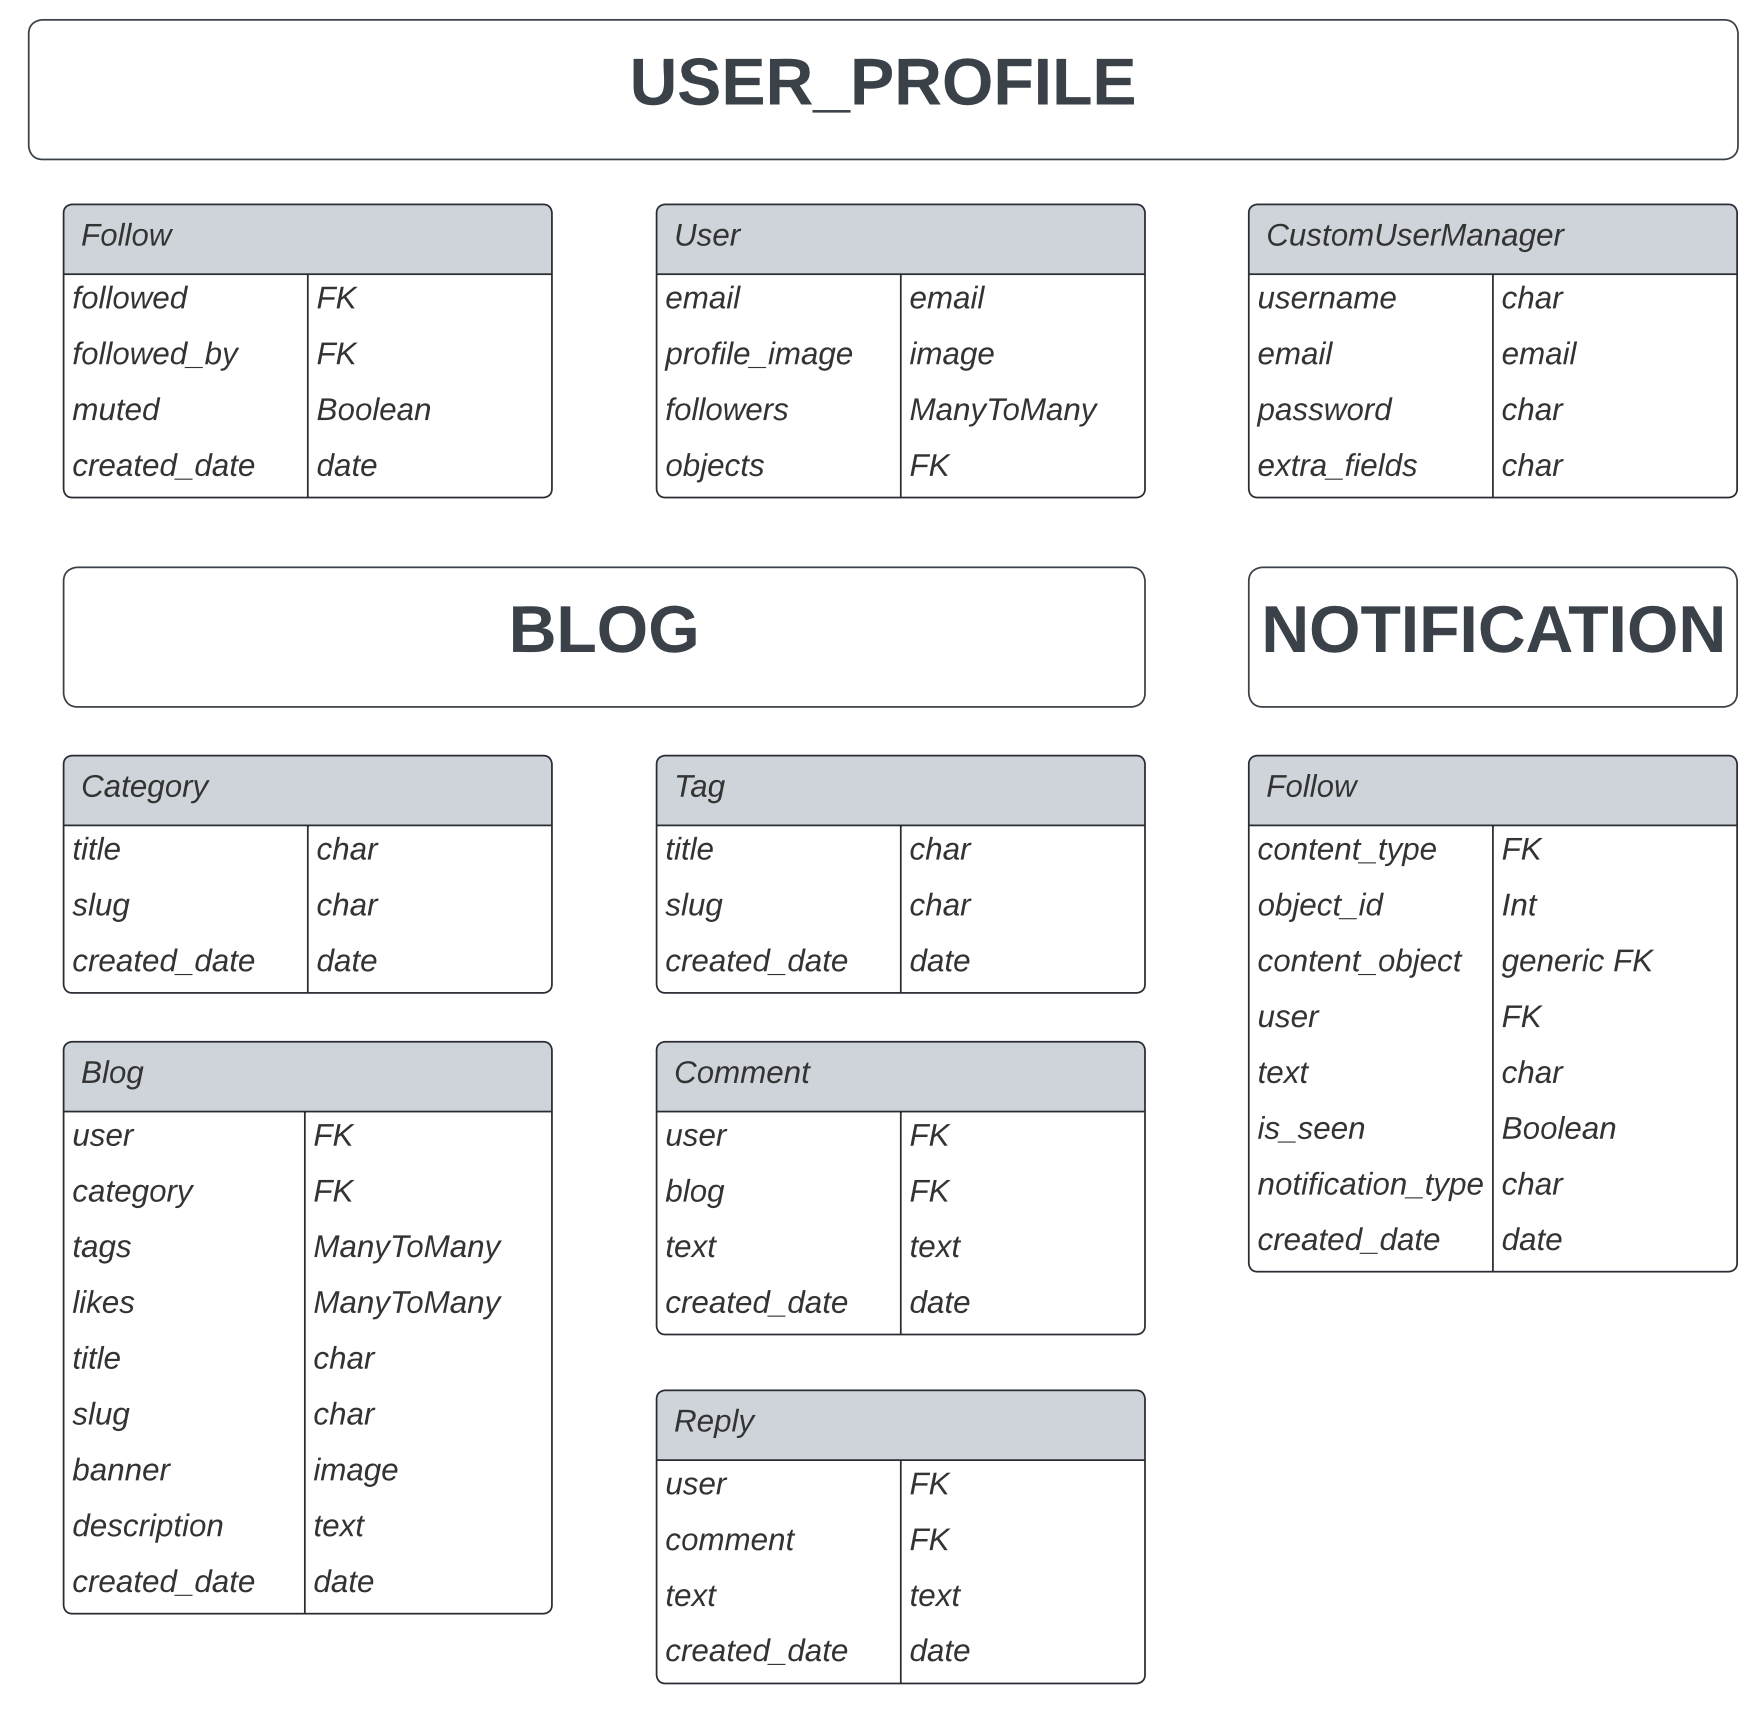 USER_PROFILE
Follow
followed FK
followed_by FK
muted Boolean
created_date date
User
email email
profile_image image
followers ManyToMany
objects FK
CustomUserManager
username char
email email
password char
extra_fields char
BLOG
NOTIFICATION
Category
title char
slug char
created_date date
Tag
title char
slug char
created_date date
Follow
content_type FK
object_id Int
content_object generic FK
user FK
text char
is_seen Boolean
notification_type char
created_date date
Blog
user FK
category FK
tags ManyToMany
likes ManyToMany
title char
slug char
banner image
description text
created_date date
Comment
user FK
blog FK
text text
created_date date
Reply
user FK
comment FK
text text
created_date date